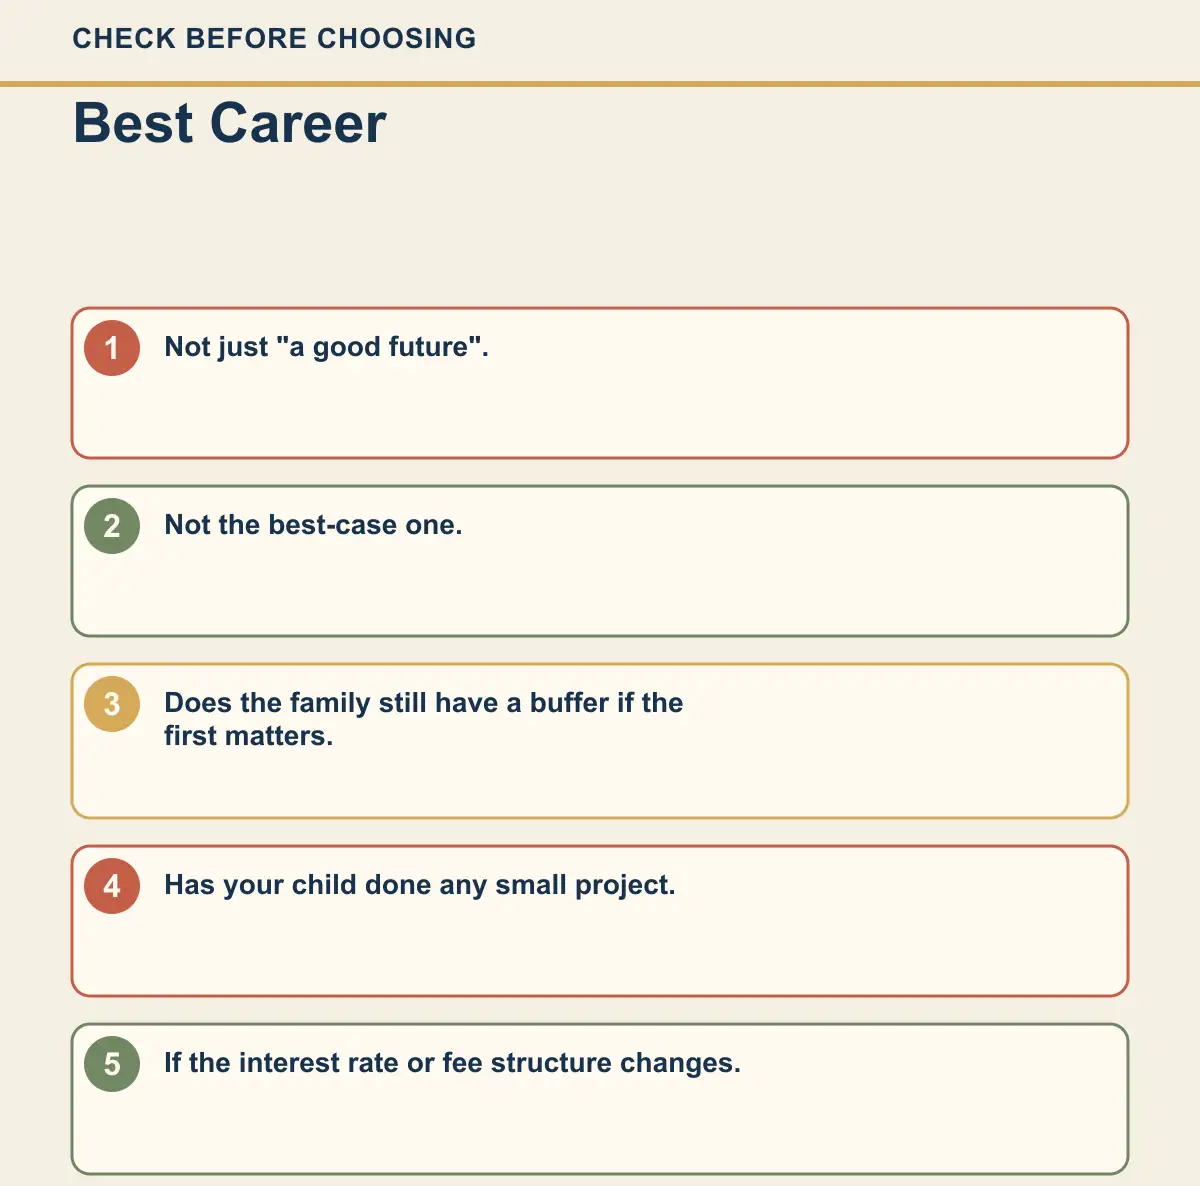 CHECK BEFORE CHOOSING
Best Career
1
Not just "a good future".
2
Not the best-case one.
3
Does the family still have a buffer if the
first matters.
4
Has your child done any small project.
5
If the interest rate or fee structure changes.